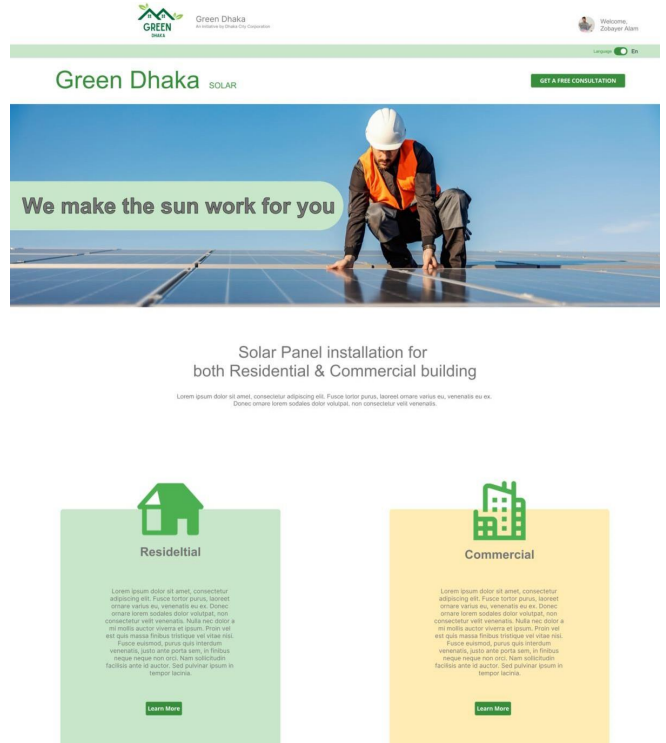 GREEN
DHAKA
Green Dhaka
An Initiative by Dhaka City Corporation
Welcome,
Zobayer Alam
Language
En
Green Dhaka SOLAR
GET A FREE CONSULTATION
We make the sun work for you
Solar Panel installation for
both Residential & Commercial building
Lorem ipsum dolor sit amet, consectetur adipiscing elit. Fusce tortor purus, laoreet ornare varius eu, venenatis eu ex.
Donec ornare lorem sodales dolor volutpat, non consectetur velit venenatis.
Resideltial
Lorem ipsum dolor sit amet, consectetur
adipiscing elit. Fusce tortor purus, laoreet
ornare varius eu, venenatis eu ex. Donec
ornare lorem sodales dolor volutpat, non
consectetur velit venenatis. Nulla nec dolor a
mi mollis auctor viverra et ipsum. Proin vel
est quis massa finibus tristique vel vitae nisi.
Fusce euismod, purus quis interdum
venenatis, justo ante porta sem, in finibus
neque neque non orci. Nam sollicitudin
facilisis ante id auctor. Sed pulvinar ipsum in
tempor lacinia.
Learn More
Commercial
Lorem ipsum dolor sit amet, consectetur
adipiscing elit. Fusce tortor purus, laoreet
ornare varius eu, venenatis eu ex. Donec
ornare lorem sodales dolor volutpat, non
consectetur velit venenatis. Nulla nec dolor a
mi mollis auctor viverra et ipsum. Proin vel
est quis massa finibus tristique vel vitae nisi.
Fusce euismod, purus quis interdum
venenatis, justo ante porta sem, in finibus
neque neque non orci. Nam sollicitudin
facilisis ante id auctor. Sed pulvinar ipsum in
tempor lacinia.
Learn More